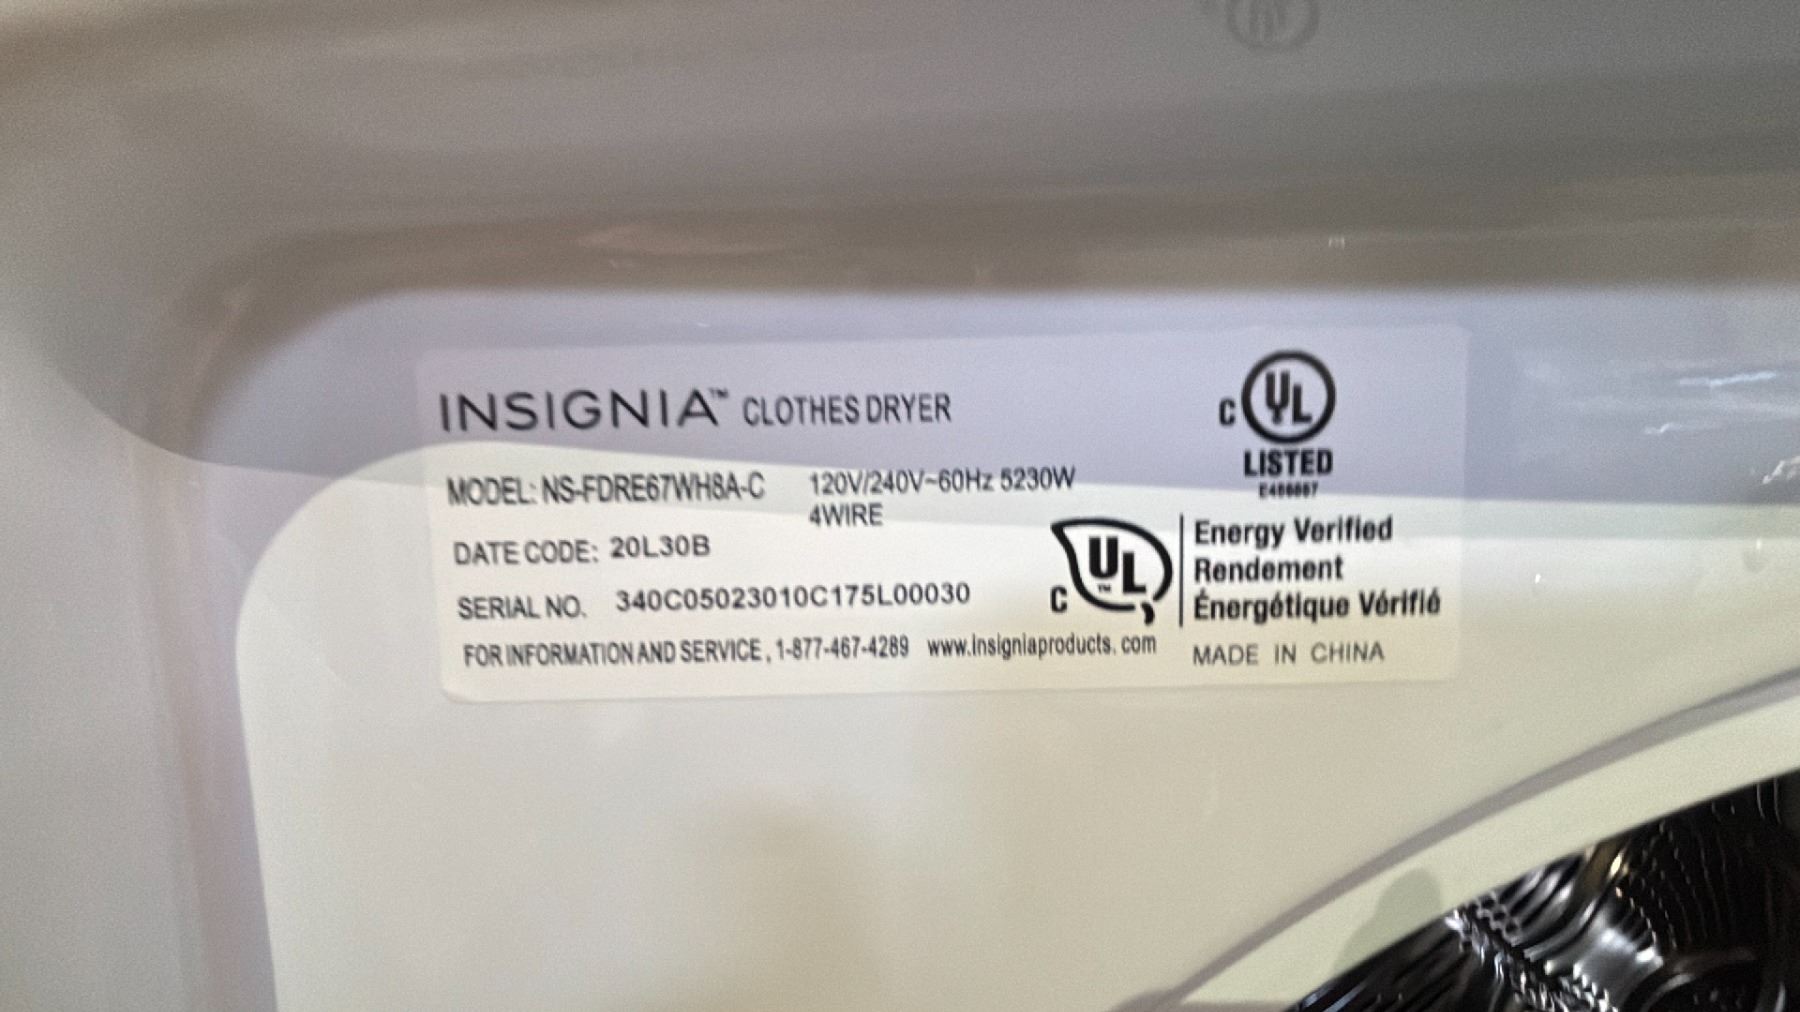 INSIGNIA™ CLOTHES DRYER
C UL
LISTED
MODEL: NS-FDRE67WH8A-C 120V/240V~60Hz 5230W
4WIRE
DATE CODE: 20L30B
SERIAL NO. 340C05023010C175L00030
C UL™
Energy Verified
Rendement
Énergétique Vérifié
FOR INFORMATION AND SERVICE, 1-877-467-4289 www.insigniaproducts.com
MADE IN CHINA